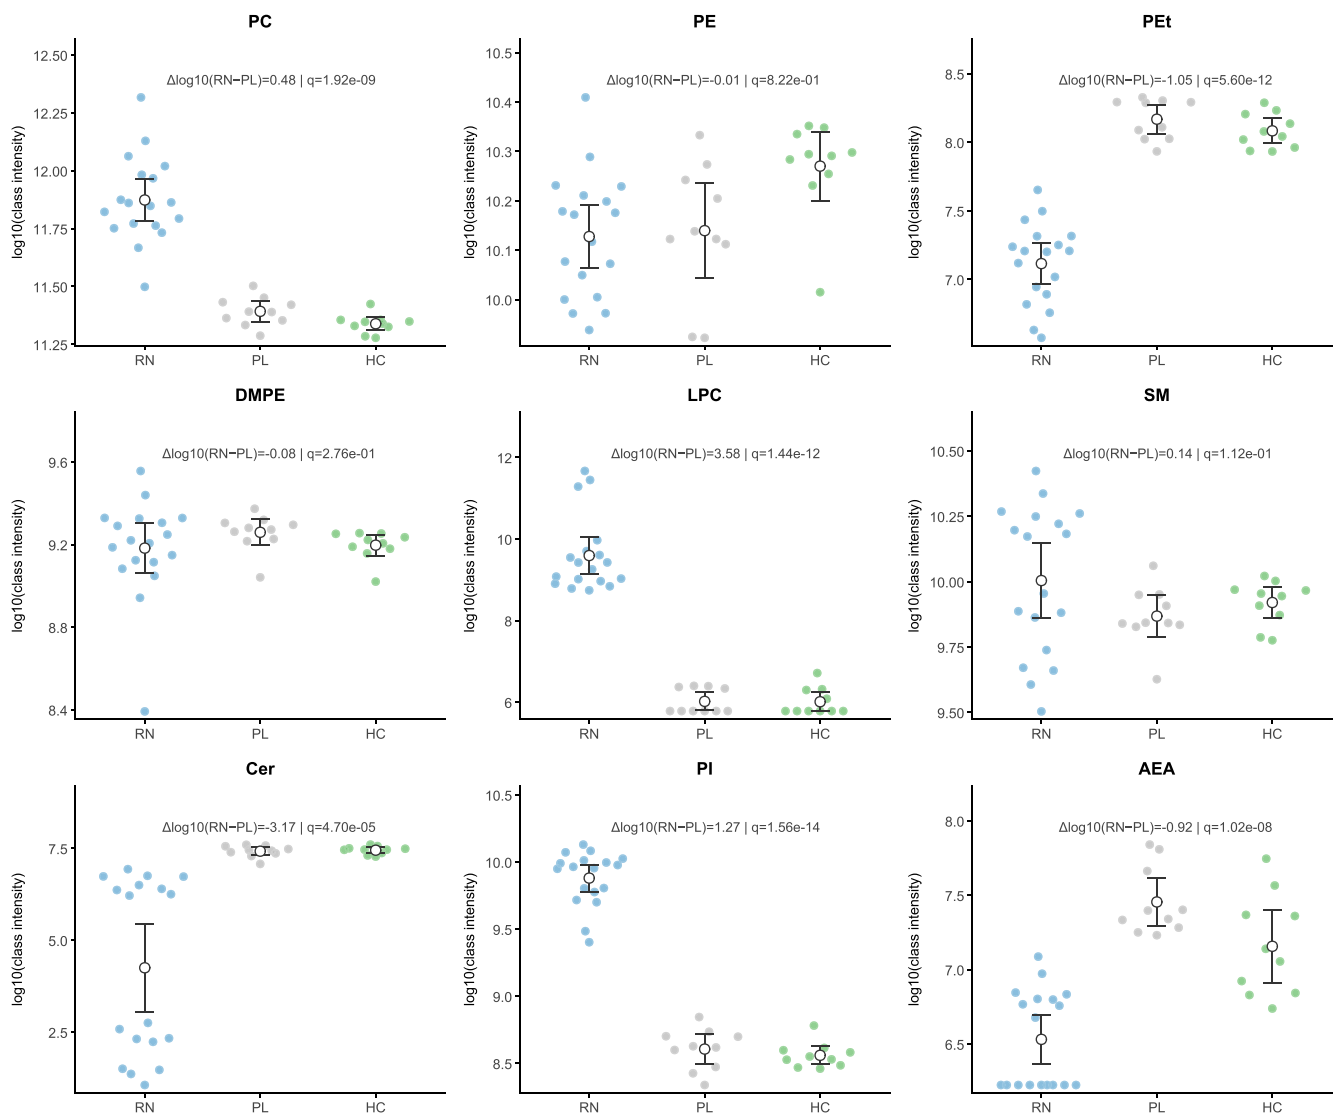 PC
Δlog10(RN−PL)=0.48 | q=1.92e-09
log10(class intensity)
12.50
12.25
12.00
11.75
11.50
11.25
RN PL HC
PE
Δlog10(RN−PL)=-0.01 | q=8.22e-01
log10(class intensity)
10.5
10.4
10.3
10.2
10.1
10.0
RN PL HC
PEt
Δlog10(RN−PL)=-1.05 | q=5.60e-12
log10(class intensity)
8.5
8.0
7.5
7.0
RN PL HC
DMPE
Δlog10(RN−PL)=-0.08 | q=2.76e-01
log10(class intensity)
9.6
9.2
8.8
8.4
RN PL HC
LPC
Δlog10(RN−PL)=3.58 | q=1.44e-12
log10(class intensity)
12
10
8
6
RN PL HC
SM
Δlog10(RN−PL)=0.14 | q=1.12e-01
log10(class intensity)
10.50
10.25
10.00
9.75
9.50
RN PL HC
Cer
Δlog10(RN−PL)=-3.17 | q=4.70e-05
log10(class intensity)
7.5
5.0
2.5
RN PL HC
PI
Δlog10(RN−PL)=1.27 | q=1.56e-14
log10(class intensity)
10.5
10.0
9.5
9.0
8.5
RN PL HC
AEA
Δlog10(RN−PL)=-0.92 | q=1.02e-08
log10(class intensity)
8.0
7.5
7.0
6.5
RN PL HC